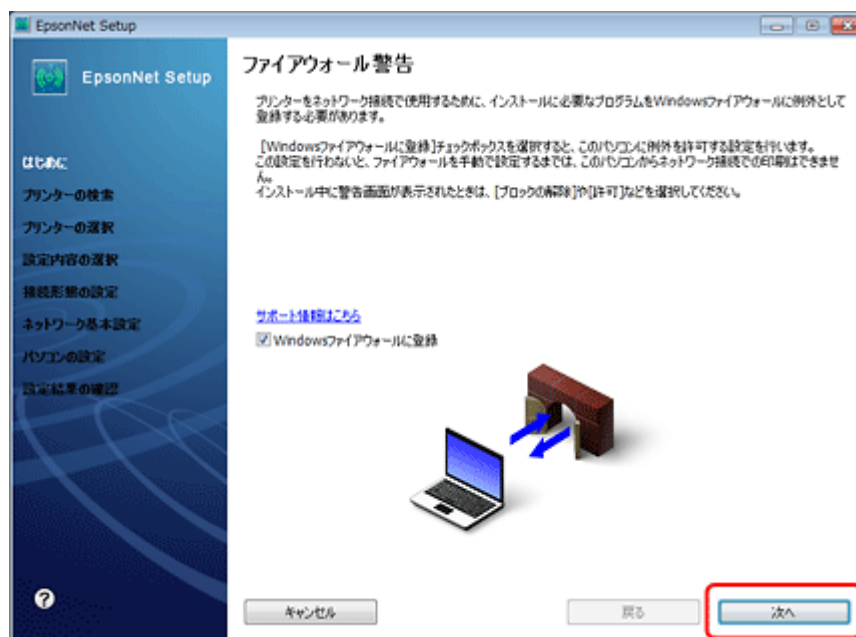 EpsonNet Setup
EpsonNet Setup
はじめに
プリンターの検索
プリンターの選択
設定内容の選択
接続形態の設定
ネットワーク基本設定
パソコンの設定
設定結果の確認
ファイアウォール警告
プリンターをネットワーク接続で使用するために、インストールに必要なプログラムをWindowsファイアウォールに例外として
登録する必要があります。
[Windowsファイアウォールに登録]チェックボックスを選択すると、このパソコンに例外を許可する設定を行います。
この設定を行わないと、ファイアウォールを手動で設定するまでは、このパソコンからネットワーク接続での印刷はできませ
ん。
インストール中に警告画面が表示されたときは、[ブロックの解除]や[許可]などを選択してください。
サポート情報はこちら
Windowsファイアウォールに登録
キャンセル
戻る
次へ